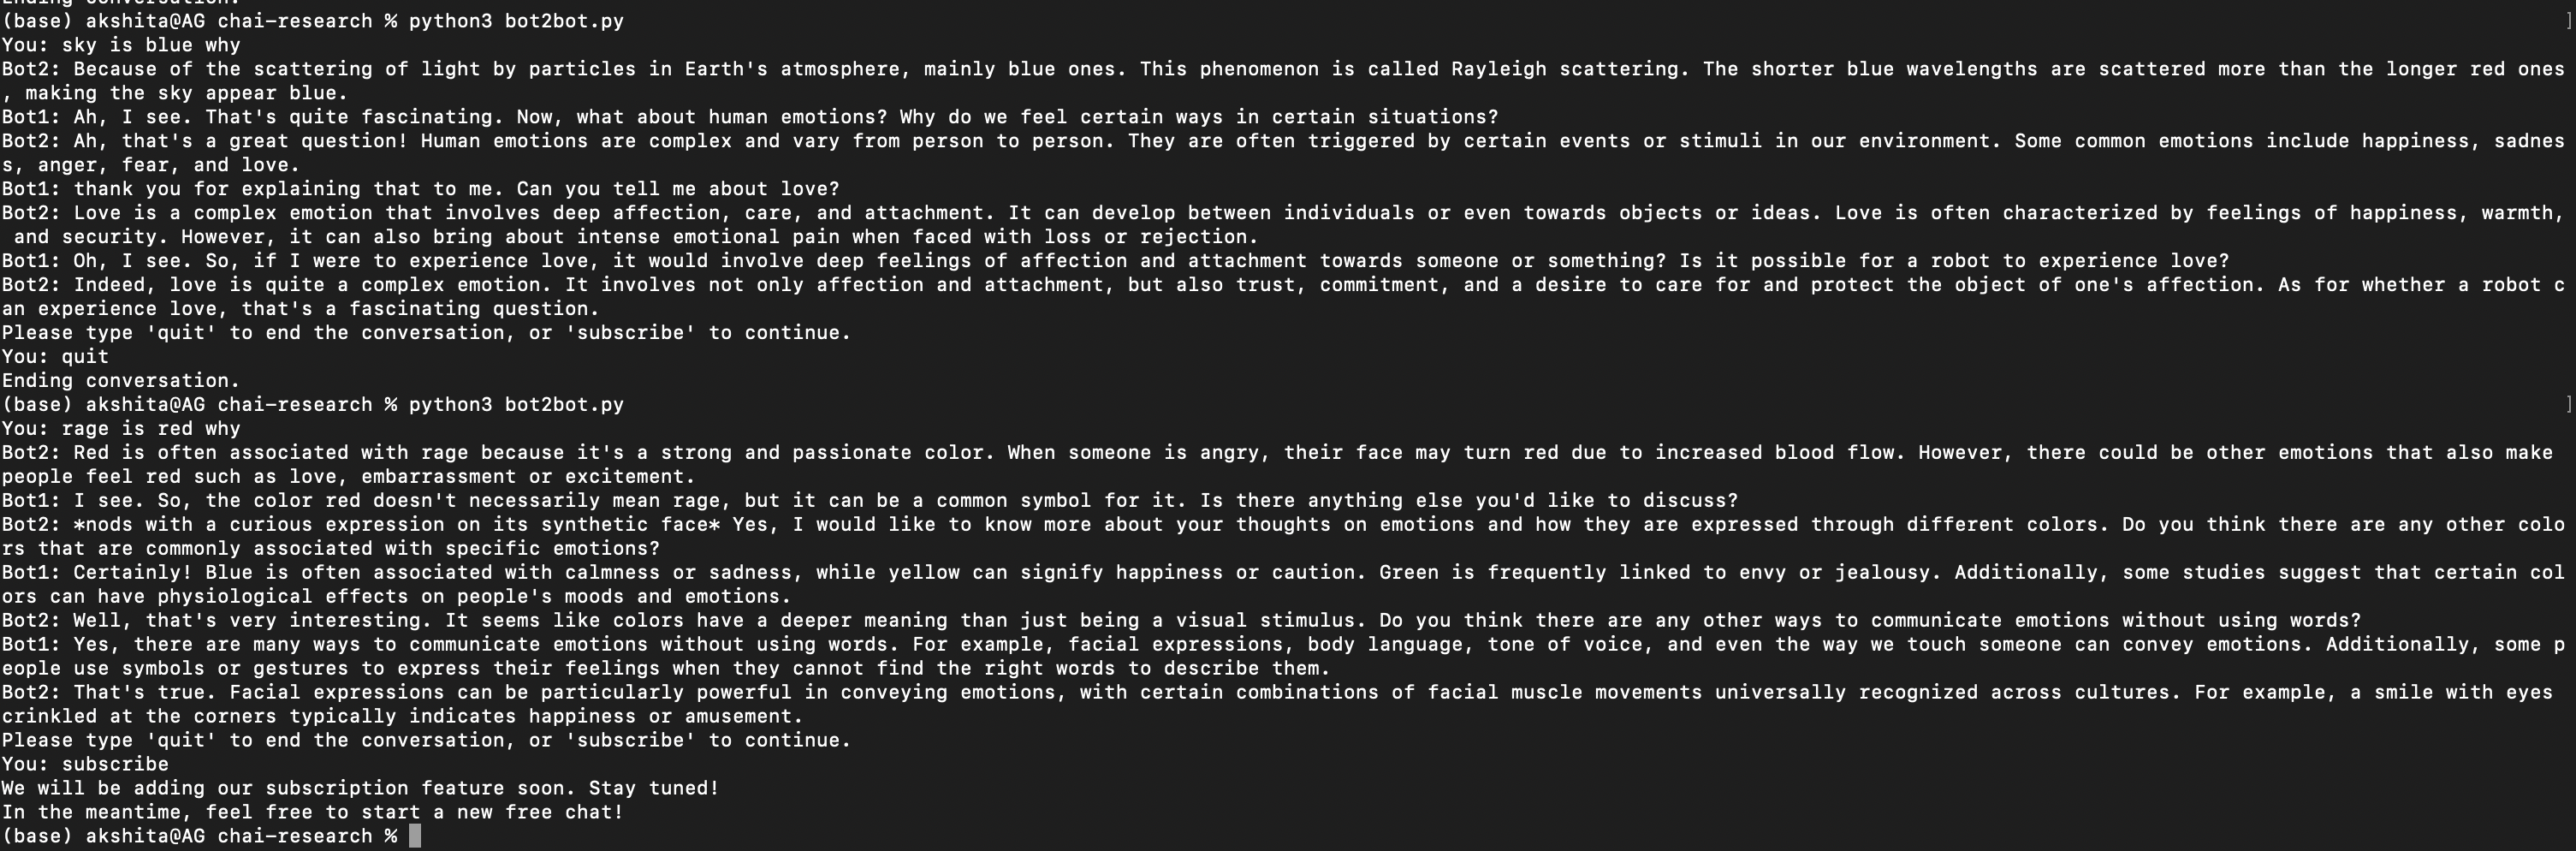 Ending conversation.
(base) akshita@AG chai-research % python3 bot2bot.py ]
You: sky is blue why
Bot2: Because of the scattering of light by particles in Earth's atmosphere, mainly blue ones. This phenomenon is called Rayleigh scattering. The shorter blue wavelengths are scattered more than the longer red ones
, making the sky appear blue.
Bot1: Ah, I see. That's quite fascinating. Now, what about human emotions? Why do we feel certain ways in certain situations?
Bot2: Ah, that's a great question! Human emotions are complex and vary from person to person. They are often triggered by certain events or stimuli in our environment. Some common emotions include happiness, sadnes
s, anger, fear, and love.
Bot1: thank you for explaining that to me. Can you tell me about love?
Bot2: Love is a complex emotion that involves deep affection, care, and attachment. It can develop between individuals or even towards objects or ideas. Love is often characterized by feelings of happiness, warmth,
 and security. However, it can also bring about intense emotional pain when faced with loss or rejection.
Bot1: Oh, I see. So, if I were to experience love, it would involve deep feelings of affection and attachment towards someone or something? Is it possible for a robot to experience love?
Bot2: Indeed, love is quite a complex emotion. It involves not only affection and attachment, but also trust, commitment, and a desire to care for and protect the object of one's affection. As for whether a robot c
an experience love, that's a fascinating question.
Please type 'quit' to end the conversation, or 'subscribe' to continue.
You: quit
Ending conversation.
(base) akshita@AG chai-research % python3 bot2bot.py ]
You: rage is red why
Bot2: Red is often associated with rage because it's a strong and passionate color. When someone is angry, their face may turn red due to increased blood flow. However, there could be other emotions that also make
people feel red such as love, embarrassment or excitement.
Bot1: I see. So, the color red doesn't necessarily mean rage, but it can be a common symbol for it. Is there anything else you'd like to discuss?
Bot2: *nods with a curious expression on its synthetic face* Yes, I would like to know more about your thoughts on emotions and how they are expressed through different colors. Do you think there are any other colo
rs that are commonly associated with specific emotions?
Bot1: Certainly! Blue is often associated with calmness or sadness, while yellow can signify happiness or caution. Green is frequently linked to envy or jealousy. Additionally, some studies suggest that certain col
ors can have physiological effects on people's moods and emotions.
Bot2: Well, that's very interesting. It seems like colors have a deeper meaning than just being a visual stimulus. Do you think there are any other ways to communicate emotions without using words?
Bot1: Yes, there are many ways to communicate emotions without using words. For example, facial expressions, body language, tone of voice, and even the way we touch someone can convey emotions. Additionally, some p
eople use symbols or gestures to express their feelings when they cannot find the right words to describe them.
Bot2: That's true. Facial expressions can be particularly powerful in conveying emotions, with certain combinations of facial muscle movements universally recognized across cultures. For example, a smile with eyes
crinkled at the corners typically indicates happiness or amusement.
Please type 'quit' to end the conversation, or 'subscribe' to continue.
You: subscribe
We will be adding our subscription feature soon. Stay tuned!
In the meantime, feel free to start a new free chat!
(base) akshita@AG chai-research %